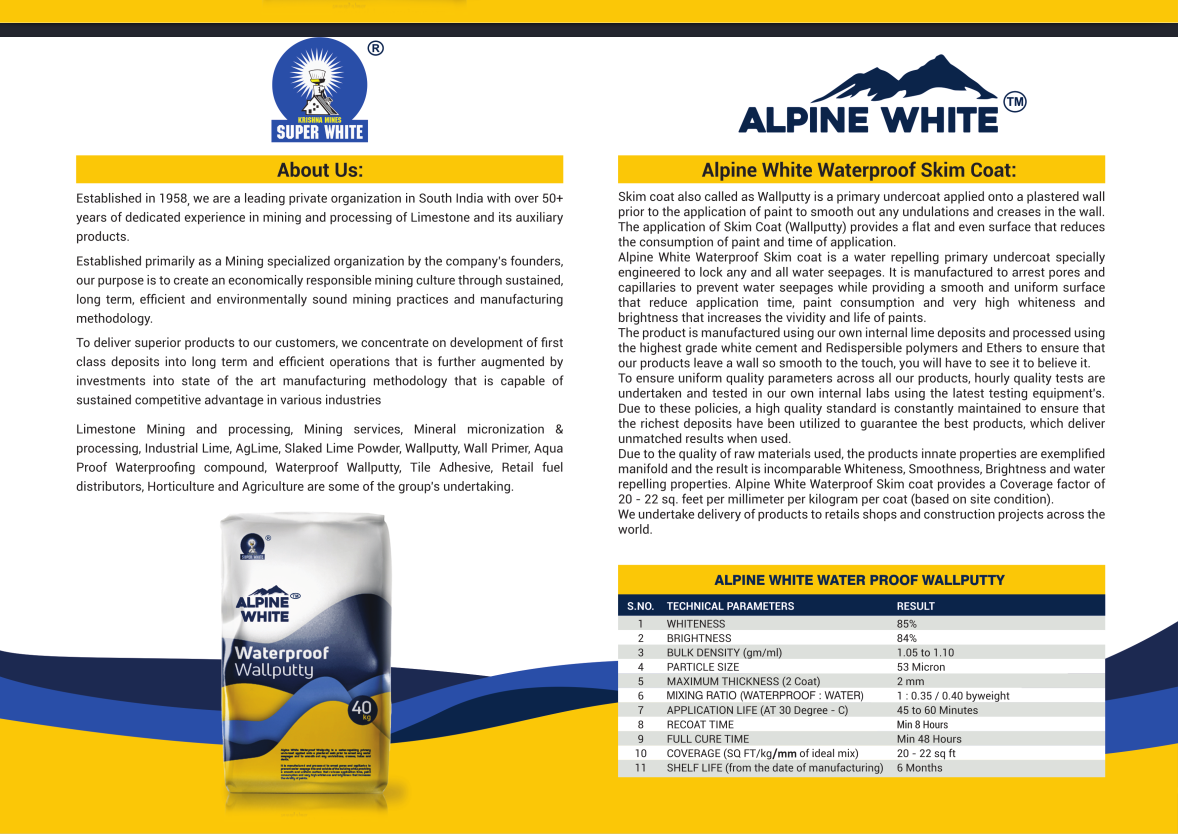 ®
KRISHNA MINES
SUPER WHITE
About Us:
Established in 1958, we are a leading private organization in South India with over 50+
years of dedicated experience in mining and processing of Limestone and its auxiliary
products.
Established primarily as a Mining specialized organization by the company's founders,
our purpose is to create an economically responsible mining culture through sustained,
long term, efficient and environmentally sound mining practices and manufacturing
methodology.
To deliver superior products to our customers, we concentrate on development of first
class deposits into long term and efficient operations that is further augmented by
investments into state of the art manufacturing methodology that is capable of
sustained competitive advantage in various industries
Limestone Mining and processing, Mining services, Mineral micronization &
processing, Industrial Lime, AgLime, Slaked Lime Powder, Wallputty, Wall Primer, Aqua
Proof Waterproofing compound, Waterproof Wallputty, Tile Adhesive, Retail fuel
distributors, Horticulture and Agriculture are some of the group's undertaking.
®
SUPER WHITE
ALPINE TM
WHITE
Waterproof
Wallputty
40
kg
ALPINE WHITE TM
Alpine White Waterproof Skim Coat:
Skim coat also called as Wallputty is a primary undercoat applied onto a plastered wall
prior to the application of paint to smooth out any undulations and creases in the wall.
The application of Skim Coat (Wallputty) provides a flat and even surface that reduces
the consumption of paint and time of application.
Alpine White Waterproof Skim coat is a water repelling primary undercoat specially
engineered to lock any and all water seepages. It is manufactured to arrest pores and
capillaries to prevent water seepages while providing a smooth and uniform surface
that reduce application time, paint consumption and very high whiteness and
brightness that increases the vividity and life of paints.
The product is manufactured using our own internal lime deposits and processed using
the highest grade white cement and Redispersible polymers and Ethers to ensure that
our products leave a wall so smooth to the touch, you will have to see it to believe it.
To ensure uniform quality parameters across all our products, hourly quality tests are
undertaken and tested in our own internal labs using the latest testing equipment's.
Due to these policies, a high quality standard is constantly maintained to ensure that
the richest deposits have been utilized to guarantee the best products, which deliver
unmatched results when used.
Due to the quality of raw materials used, the products innate properties are exemplified
manifold and the result is incomparable Whiteness, Smoothness, Brightness and water
repelling properties. Alpine White Waterproof Skim coat provides a Coverage factor of
20 - 22 sq. feet per millimeter per kilogram per coat (based on site condition).
We undertake delivery of products to retails shops and construction projects across the
world.
ALPINE WHITE WATER PROOF WALLPUTTY
S.NO. TECHNICAL PARAMETERS RESULT
1 WHITENESS 85%
2 BRIGHTNESS 84%
3 BULK DENSITY (gm/ml) 1.05 to 1.10
4 PARTICLE SIZE 53 Micron
5 MAXIMUM THICKNESS (2 Coat) 2 mm
6 MIXING RATIO (WATERPROOF : WATER) 1 : 0.35 / 0.40 byweight
7 APPLICATION LIFE (AT 30 Degree - C) 45 to 60 Minutes
8 RECOAT TIME Min 8 Hours
9 FULL CURE TIME Min 48 Hours
10 COVERAGE (SQ FT/kg/mm of ideal mix) 20 - 22 sq ft
11 SHELF LIFE (from the date of manufacturing) 6 Months